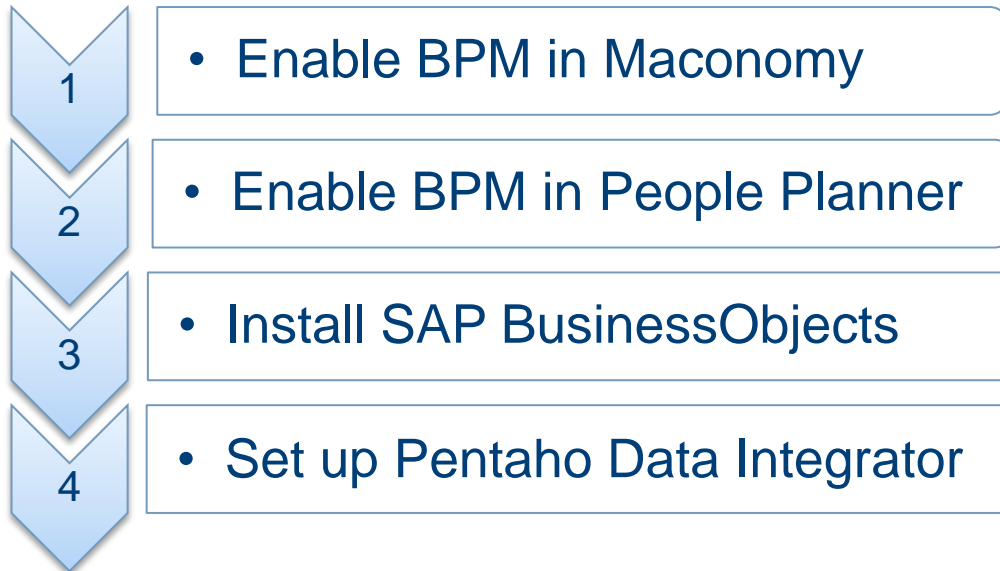 1
• Enable BPM in Maconomy
2
• Enable BPM in People Planner
3
• Install SAP BusinessObjects
4
• Set up Pentaho Data Integrator